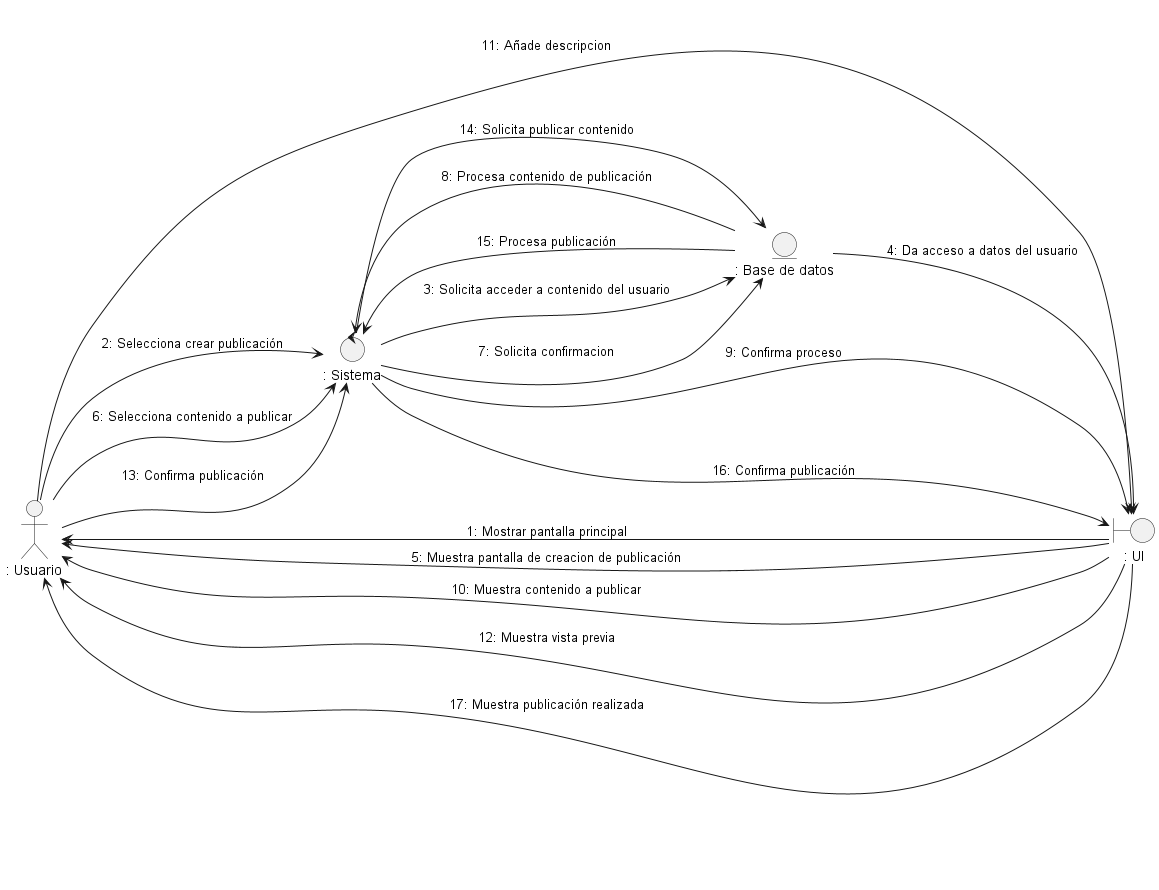 11: Añade descripcion
14: Solicita publicar contenido
8: Procesa contenido de publicación
15: Procesa publicación
4: Da acceso a datos del usuario
: Base de datos
3: Solicita acceder a contenido del usuario
2: Selecciona crear publicación
7: Solicita confirmacion
9: Confirma proceso
: Sistema
6: Selecciona contenido a publicar
13: Confirma publicación
16: Confirma publicación
1: Mostrar pantalla principal
5: Muestra pantalla de creacion de publicación
: UI
: Usuario
10: Muestra contenido a publicar
12: Muestra vista previa
17: Muestra publicación realizada